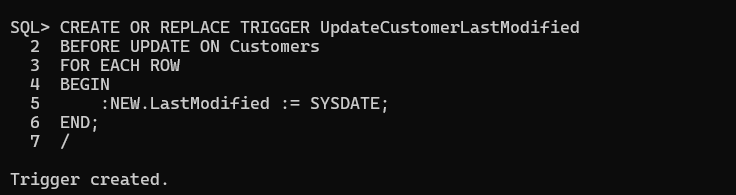 SQL> CREATE OR REPLACE TRIGGER UpdateCustomerLastModified
  2  BEFORE UPDATE ON Customers
  3  FOR EACH ROW
  4  BEGIN
  5      :NEW.LastModified := SYSDATE;
  6  END;
  7  /
Trigger created.